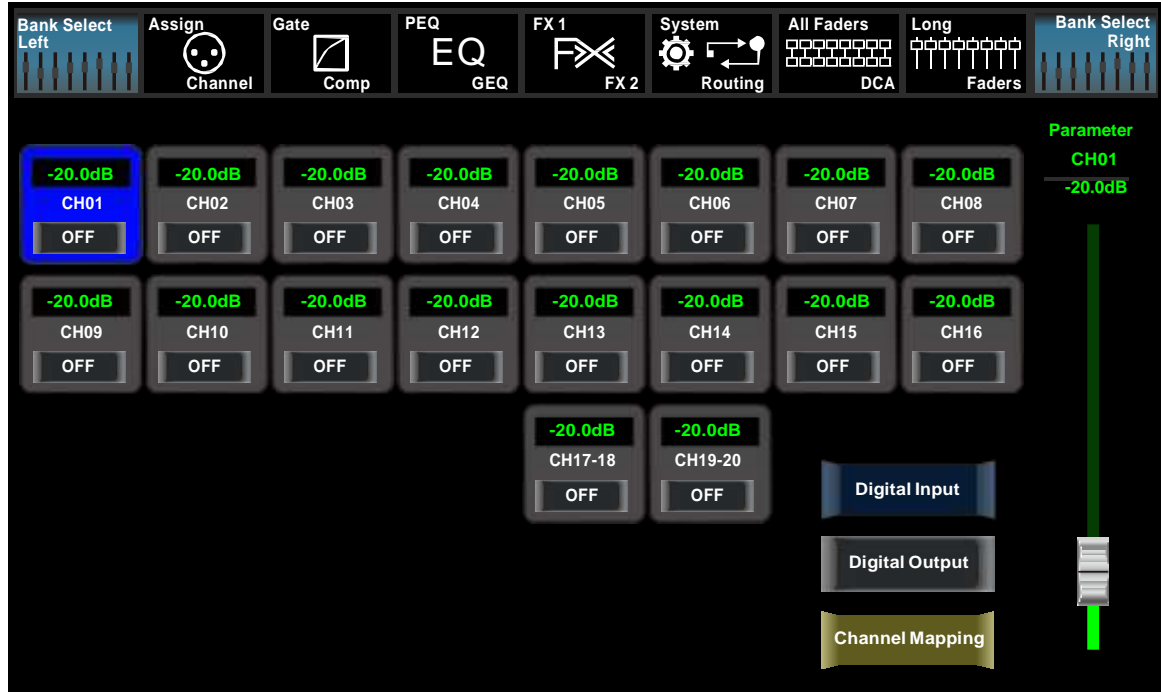 Bank Select
Left
Assign
Channel
Gate
Comp
PEQ
EQ
GEQ
FX 1
FX
FX 2
System
Routing
All Faders
DCA
Long
Faders
Bank Select
Right
Parameter
CH01
-20.0dB
-20.0dB -20.0dB -20.0dB -20.0dB -20.0dB -20.0dB -20.0dB -20.0dB
CH01 CH02 CH03 CH04 CH05 CH06 CH07 CH08
OFF OFF OFF OFF OFF OFF OFF OFF
-20.0dB -20.0dB -20.0dB -20.0dB -20.0dB -20.0dB -20.0dB -20.0dB
CH09 CH10 CH11 CH12 CH13 CH14 CH15 CH16
OFF OFF OFF OFF OFF OFF OFF OFF
-20.0dB -20.0dB
CH17-18 CH19-20
OFF OFF
Digital Input
Digital Output
Channel Mapping